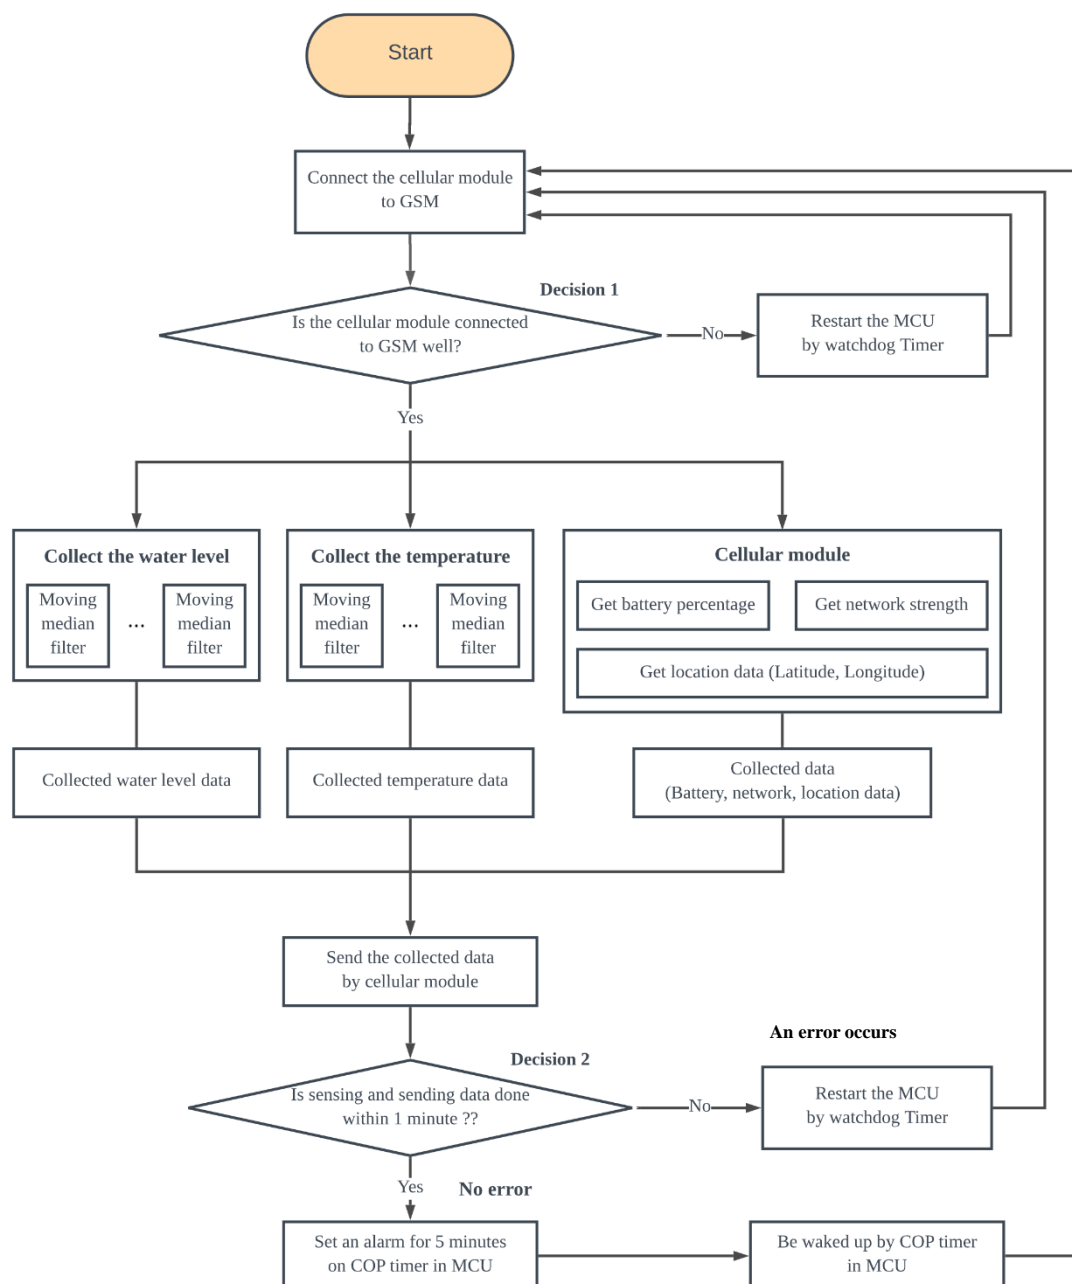 Start
Connect the cellular module
to GSM
Decision 1
Is the cellular module connected
to GSM well?
No
Restart the MCU
by watchdog Timer
Yes
Collect the water level
Moving
median
filter
...
Moving
median
filter
Collect the temperature
Moving
median
filter
...
Moving
median
filter
Cellular module
Get battery percentage
Get network strength
Get location data (Latitude, Longitude)
Collected water level data
Collected temperature data
Collected data
(Battery, network, location data)
Send the collected data
by cellular module
Decision 2
Is sensing and sending data done
within 1 minute ??
No
An error occurs
Restart the MCU
by watchdog Timer
Yes
No error
Set an alarm for 5 minutes
on COP timer in MCU
Be waked up by COP timer
in MCU